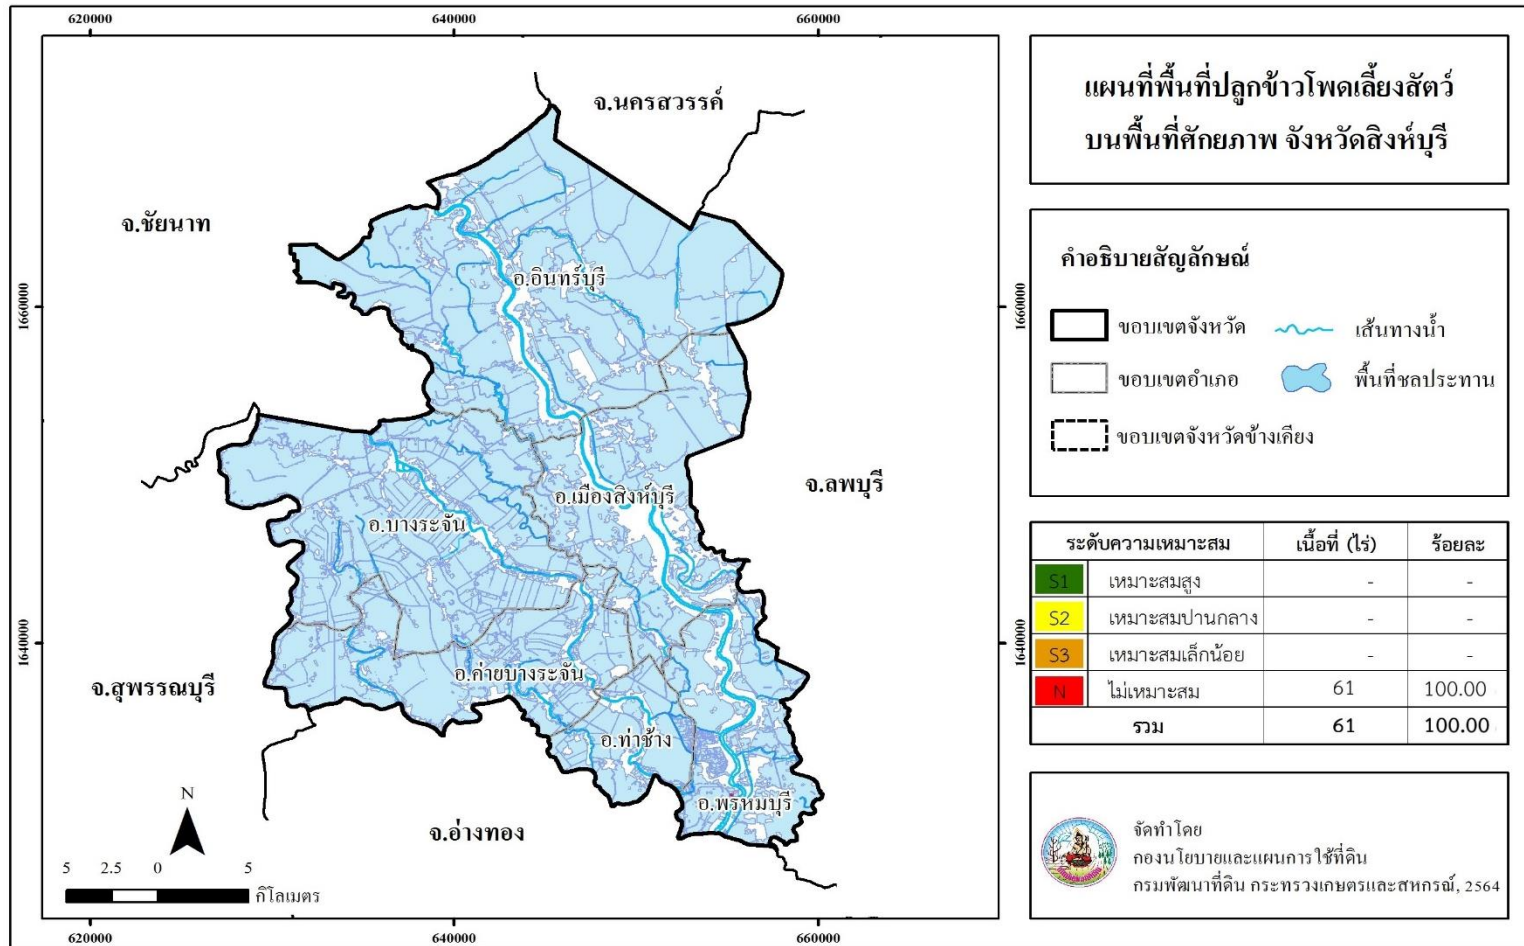 620000
640000
660000
จ.นครสวรรค์
จ.ชัยนาท
อ.อินทร์บุรี
1660000
1660000
อ.เมืองสิงห์บุรี
จ.ลพบุรี
อ.บางระจัน
1640000
1640000
อ.ค่ายบางระจัน
จ.สุพรรณบุรี
อ.ท่าช้าง
อ.พรหมบุรี
จ.อ่างทอง
N
5 2.5 0 5
กิโลเมตร
620000
640000
660000
แผนที่พื้นที่ปลูกข้าวโพดเลี้ยงสัตว์
บนพื้นที่ศักยภาพ จังหวัดสิงห์บุรี
คำอธิบายสัญลักษณ์
ขอบเขตจังหวัด เส้นทางน้ำ
ขอบเขตอำเภอ พื้นที่ชลประทาน
ขอบเขตจังหวัดข้างเคียง
ระดับความเหมาะสม เนื้อที่ (ไร่) ร้อยละ
S1 เหมาะสมสูง - -
S2 เหมาะสมปานกลาง - -
S3 เหมาะสมเล็กน้อย - -
N ไม่เหมาะสม 61 100.00
รวม 61 100.00
จัดทำโดย
กองนโยบายและแผนการใช้ที่ดิน
กรมพัฒนาที่ดิน กระทรวงเกษตรและสหกรณ์, 2564